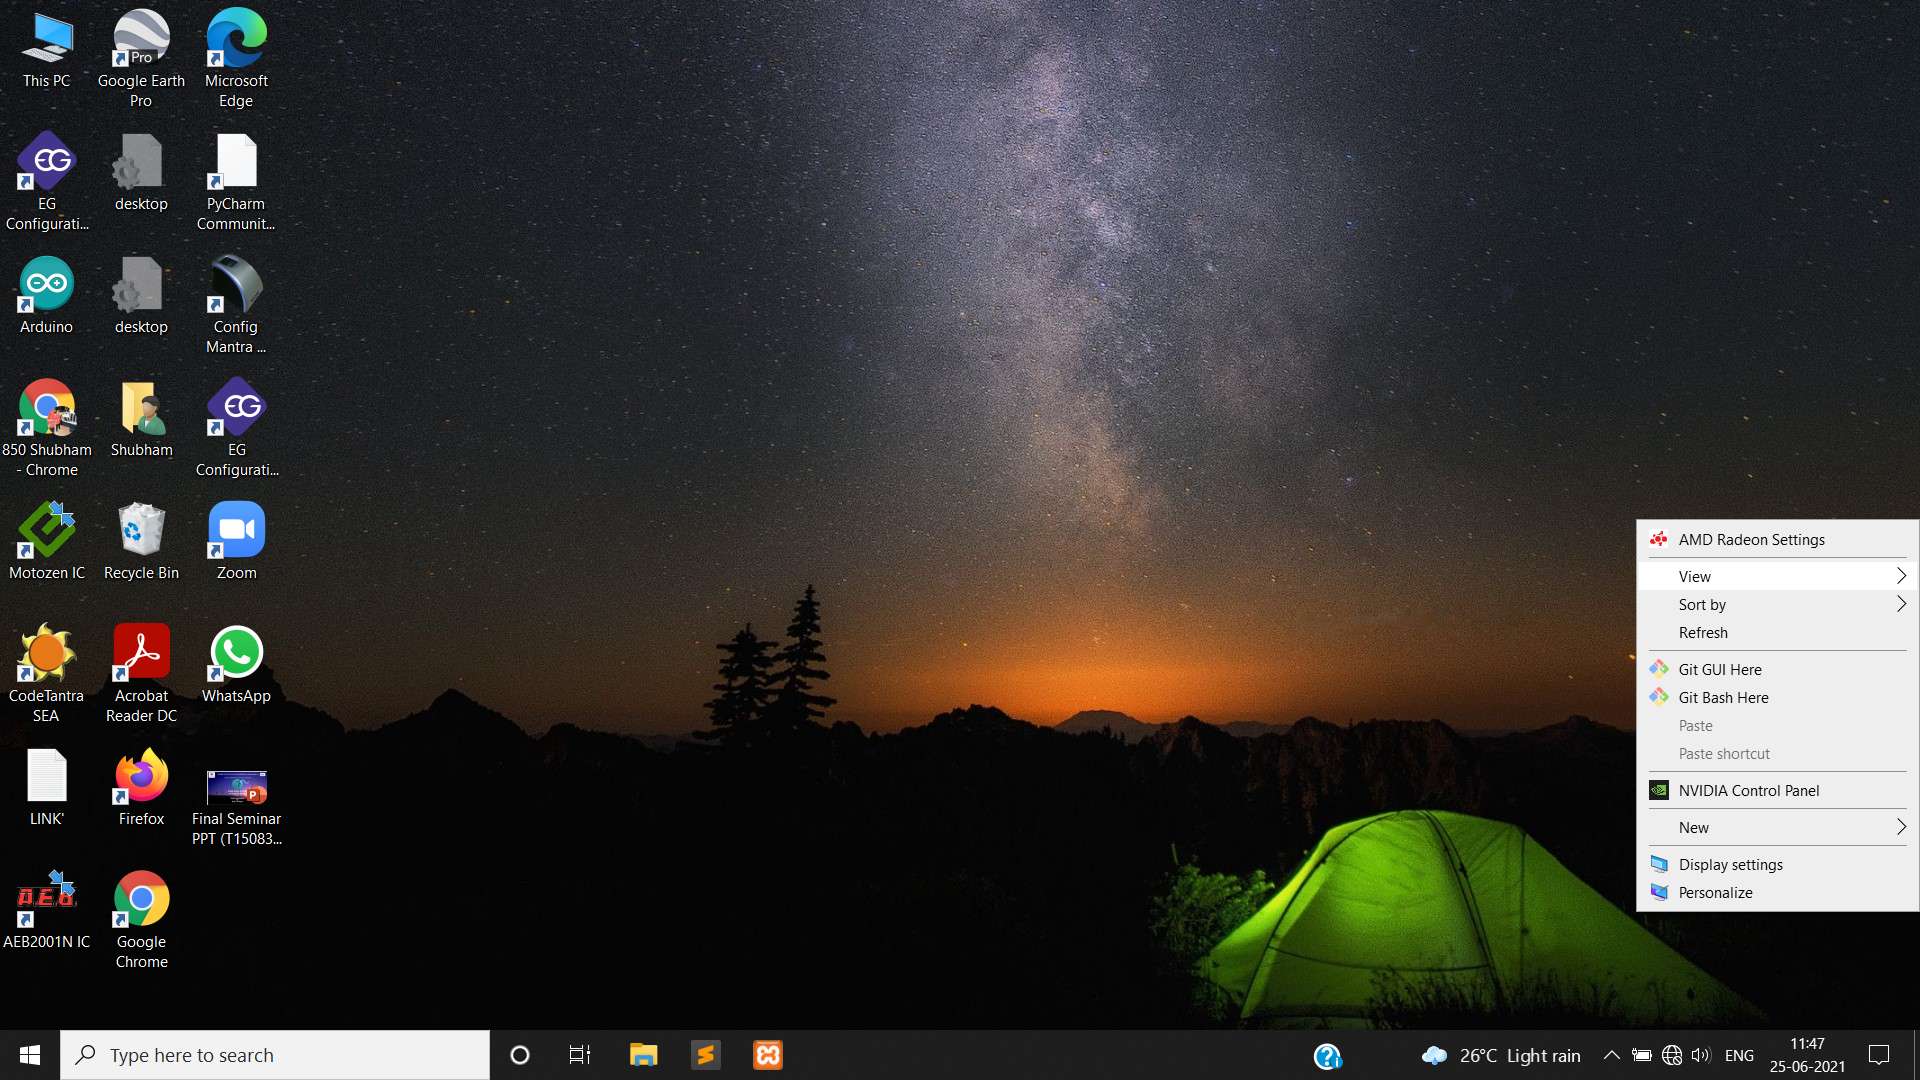 This PC
Pro
Google Earth
Pro
Microsoft
Edge
EG
EG
Configurati...
desktop
PyCharm
Communit...
Arduino
desktop
Config
Mantra ...
850 Shubham
- Chrome
Shubham
EG
EG
Configurati...
Motozen IC
Recycle Bin
Zoom
CodeTantra
SEA
Acrobat
Reader DC
WhatsApp
LINK'
Firefox
P
Final Seminar
PPT (T15083...
AEB
AEB2001N IC
Google
Chrome
AMD Radeon Settings
View
Sort by
Refresh
Git GUI Here
Git Bash Here
Paste
Paste shortcut
NVIDIA Control Panel
New
Display settings
Personalize
Type here to search
26°C Light rain
ENG
11:47
25-06-2021